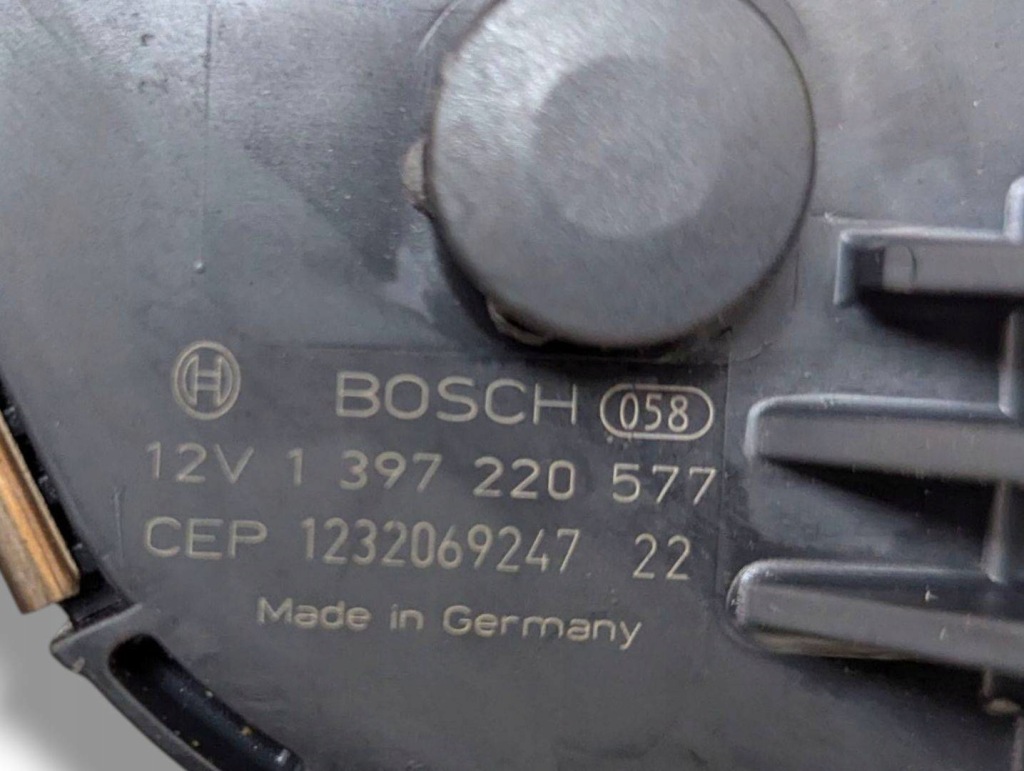 BOSCH 058
12V 1 397 220 577
CEP 1232069247 22
Made in Germany